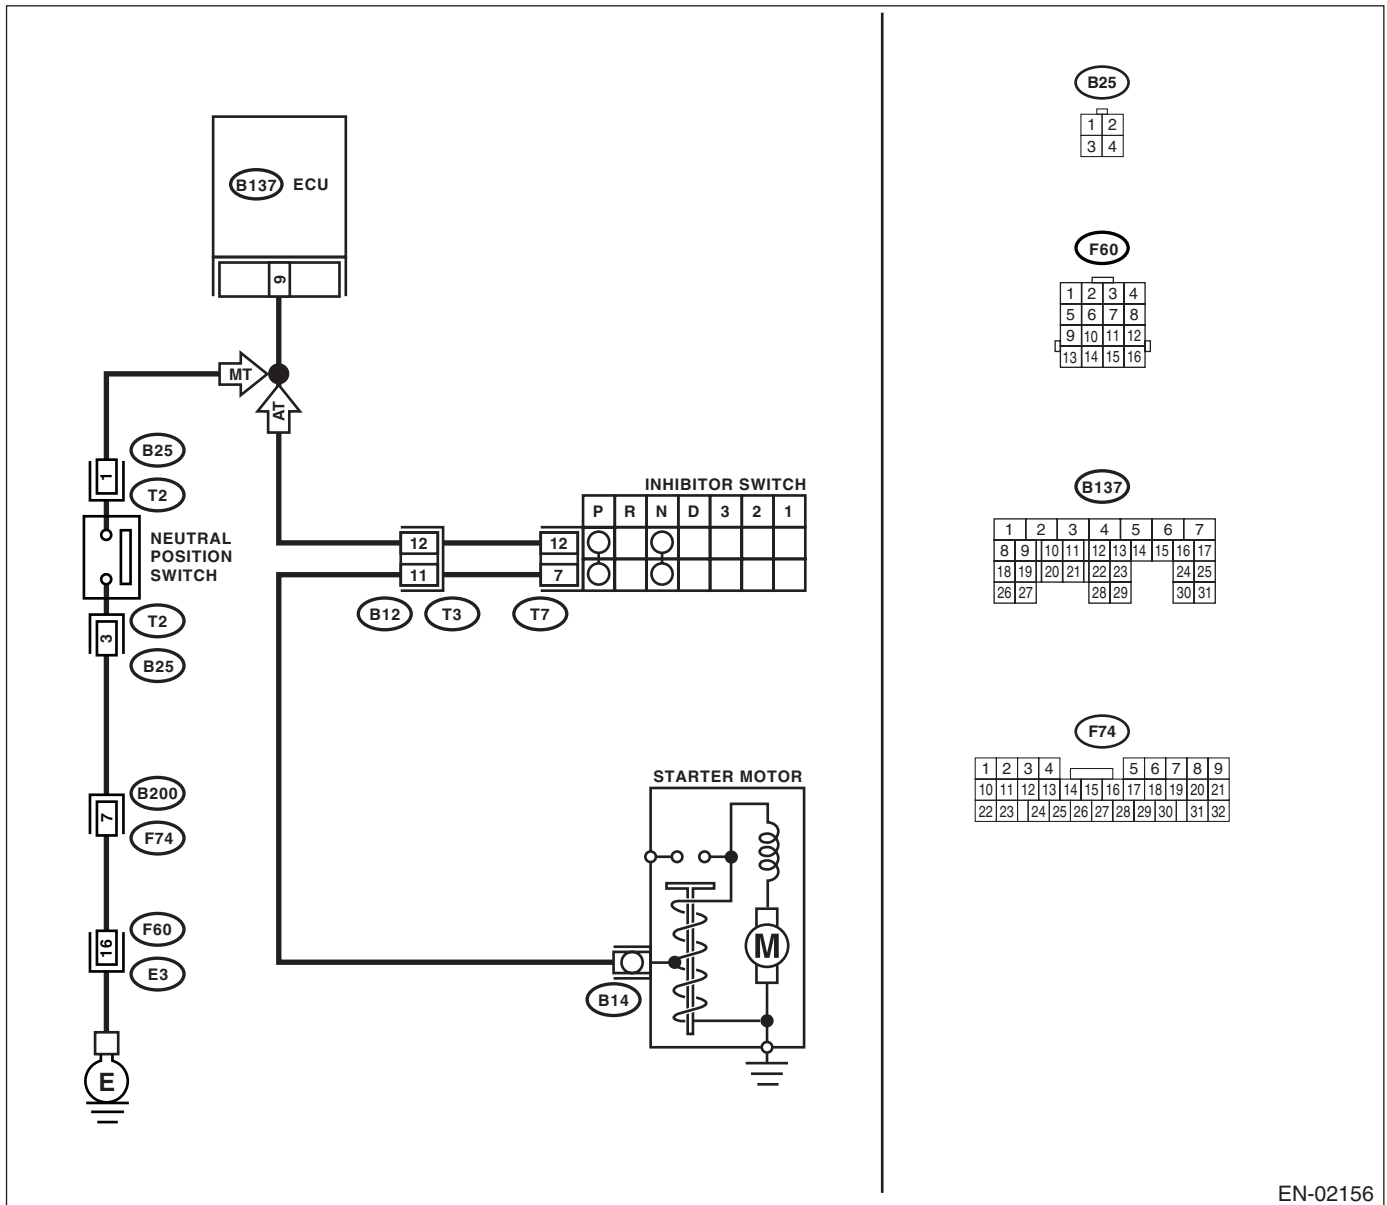 B137 ECU
9
MT
AT
B25
1
T2
NEUTRAL
POSITION
SWITCH
T2
3
B25
B200
7
F74
F60
16
E3
E
INHIBITOR SWITCH
P R N D 3 2 1
12 12
11 7
B12 T3 T7
STARTER MOTOR
M
B14
B25
1 2
3 4
F60
1 2 3 4
5 6 7 8
9 10 11 12
13 14 15 16
B137
1 2 3 4 5 6 7
8 9 10 11 12 13 14 15 16 17
18 19 20 21 22 23 24 25
26 27 28 29 30 31
F74
1 2 3 4 5 6 7 8 9
10 11 12 13 14 15 16 17 18 19 20 21
22 23 24 25 26 27 28 29 30 31 32
EN-02156